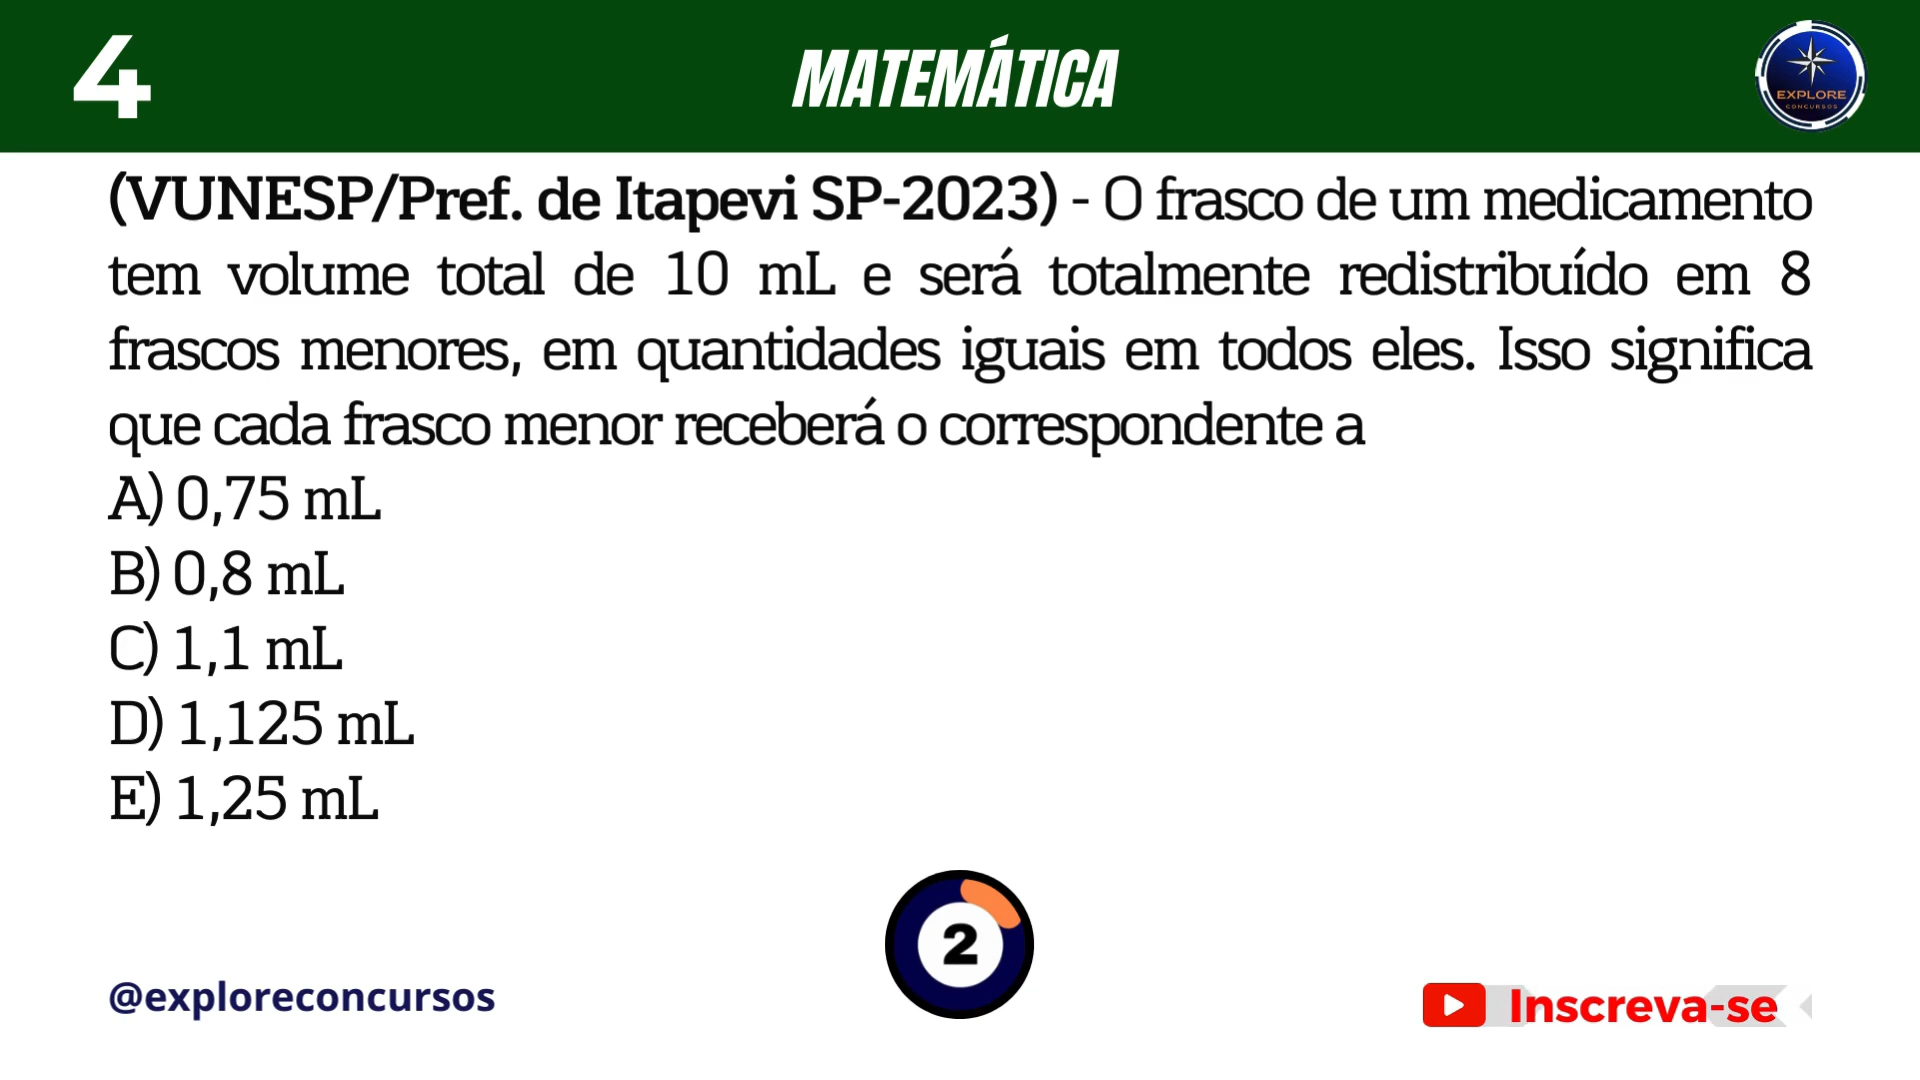 4
MATEMÁTICA
EXPLORE
CONCURSOS
(VUNESP/Pref. de Itapevi SP-2023) - O frasco de um medicamento
tem volume total de 10 mL e será totalmente redistribuído em 8
frascos menores, em quantidades iguais em todos eles. Isso significa
que cada frasco menor receberá o correspondente a
A) 0,75 mL
B) 0,8 mL
C) 1,1 mL
D) 1,125 mL
E) 1,25 mL
2
@exploreconcursos
Inscreva-se